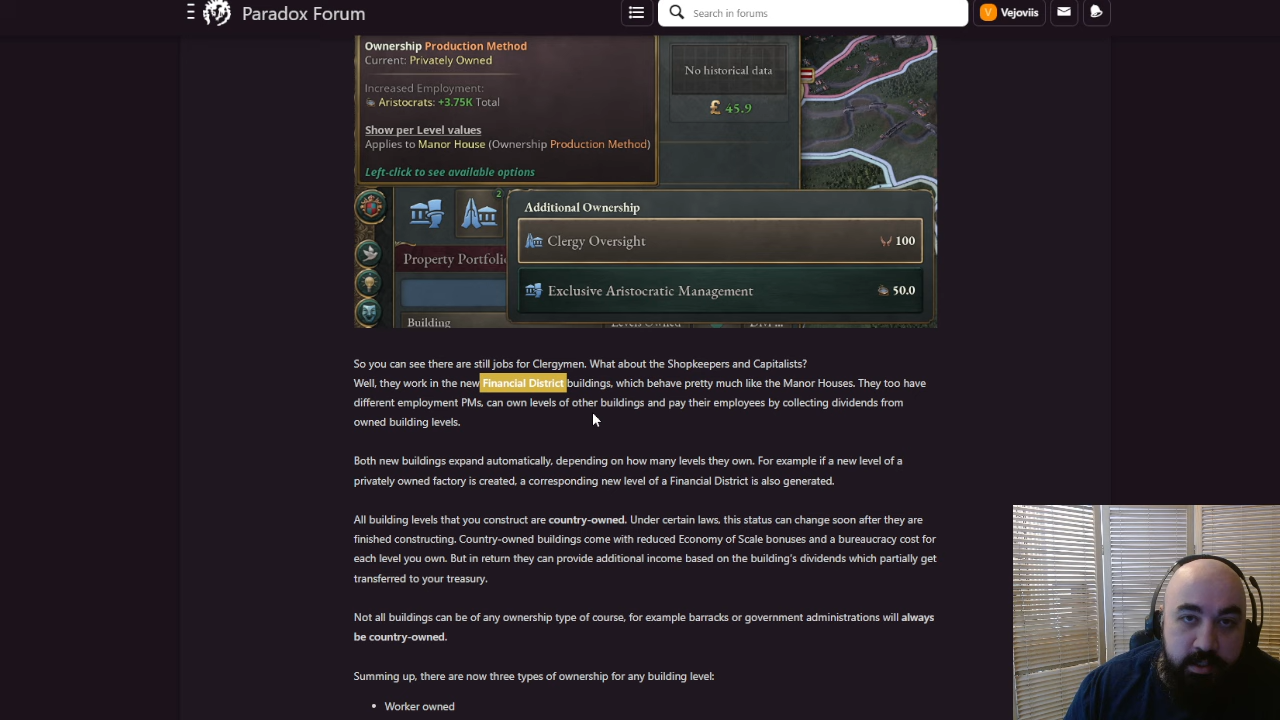 Paradox Forum
Search in forums
V Vejoviis
Ownership Production Method
Current: Privately Owned
Increased Employment:
Aristocrats: +3.75K Total
Show per Level values
Applies to Manor House (Ownership Production Method)
Left-click to see available options
No historical data
£ 45.9
2
Additional Ownership
Clergy Oversight 100
Property Portfoli
Exclusive Aristocratic Management 50.0
Building
So you can see there are still jobs for Clergymen. What about the Shopkeepers and Capitalists?
Well, they work in the new Financial District buildings, which behave pretty much like the Manor Houses. They too have
different employment PMs, can own levels of other buildings and pay their employees by collecting dividends from
owned building levels.
Both new buildings expand automatically, depending on how many levels they own. For example if a new level of a
privately owned factory is created, a corresponding new level of a Financial District is also generated.
All building levels that you construct are country-owned. Under certain laws, this status can change soon after they are
finished constructing. Country-owned buildings come with reduced Economy of Scale bonuses and a bureaucracy cost for
each level you own. But in return they can provide additional income based on the building's dividends which partially get
transferred to your treasury.
Not all buildings can be of any ownership type of course, for example barracks or government administrations will always
be country-owned.
Summing up, there are now three types of ownership for any building level:
• Worker owned